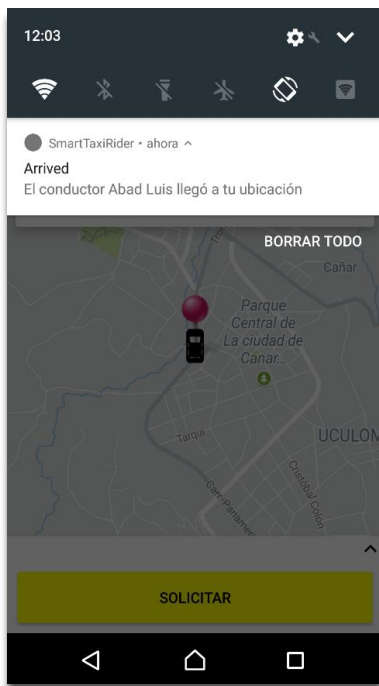 12:03
SmartTaxiRider • ahora
Arrived
El conductor Abad Luis llegó a tu ubicación
BORRAR TODO
Cañar
Parque
Central de
La ciudad de
Cañar...
Tarqui
UCULON
Cristóbal Colón
SOLICITAR